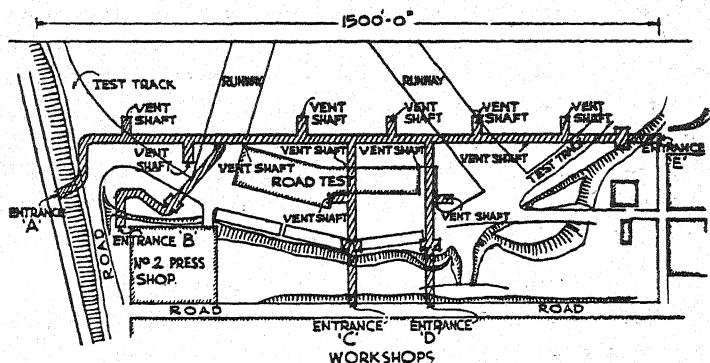 1500'-0"
TEST TRACK
RUNWAY
RUNWAY
VENT
SHAFT
VENT
SHAFT
VENT
SHAFT
VENT
SHAFT
VENT
SHAFT
VENT
SHAFT
VENT SHAFT
VENT SHAFT
VENT SHAFT
VENT SHAFT
TEST TRACK
ENTRANCE
'E'
ROAD TEST
ENTRANCE
'A'
VENT SHAFT
VENT SHAFT
ENTRANCE B'
ROAD
Nº 2 PRESS
SHOP.
ROAD
ROAD
ENTRANCE
'C'
ENTRANCE
'D'
WORKSHOPS